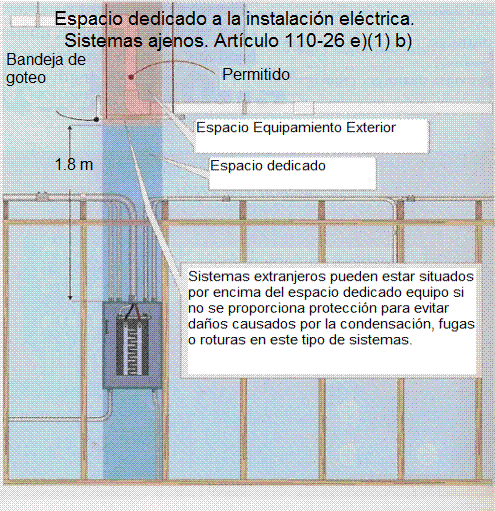 Espacio dedicado a la instalación eléctrica.
Sistemas ajenos. Artículo 110-26 e)(1) b)
Bandeja de
goteo
Permitido
Espacio Equipamiento Exterior
1.8 m
Espacio dedicado
Sistemas extranjeros pueden estar situados
por encima del espacio dedicado equipo si
no se proporciona protección para evitar
daños causados por la condensación, fugas
o roturas en este tipo de sistemas.